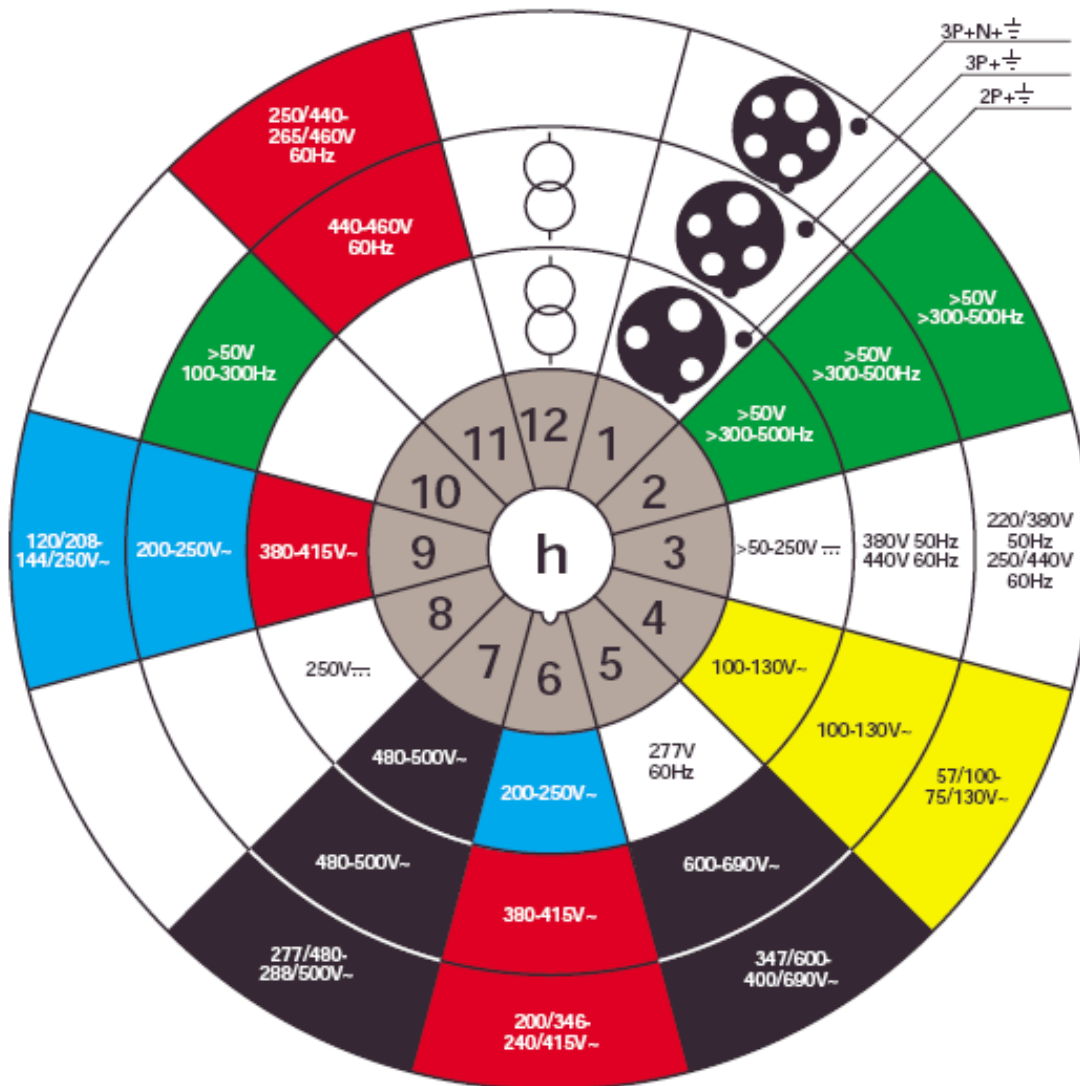 3P+N+⏚
3P+⏚
2P+⏚
250/440-
265/460V
60Hz
440-460V
60Hz
>50V
100-300Hz
>50V
>300-500Hz
>50V
>300-500Hz
>50V
>300-500Hz
12
11
1
10
2
9
3
8
4
7
5
6
h
120/208-
144/250V~
200-250V~
380-415V~
>50-250V ⎓
380V 50Hz
440V 60Hz
220/380V
50Hz
250/440V
60Hz
250V⎓
100-130V~
100-130V~
57/100-
75/130V~
480-500V~
200-250V~
277V
60Hz
480-500V~
380-415V~
600-690V~
277/480-
288/500V~
200/346-
240/415V~
347/600-
400/690V~